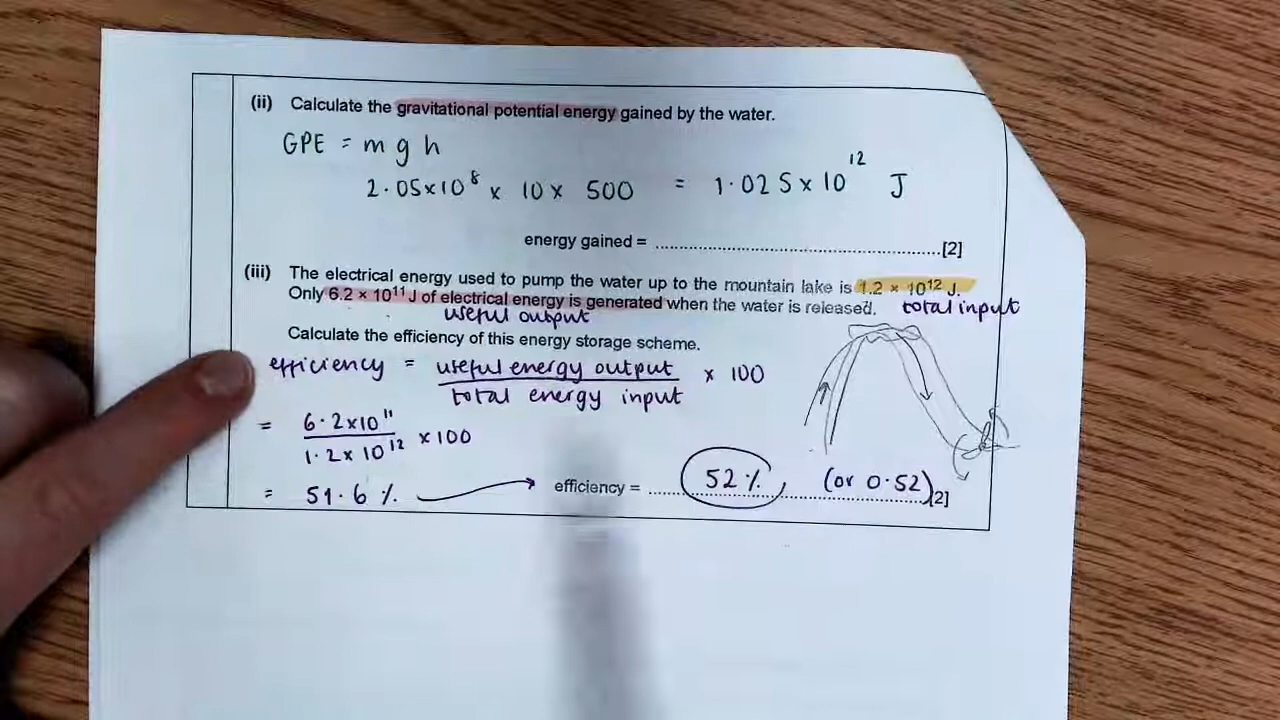 (ii) Calculate the gravitational potential energy gained by the water.
GPE = mgh
2.05×10⁸ × 10 × 500 = 1.025×10¹² J
energy gained = ..................................................[2]
(iii) The electrical energy used to pump the water up to the mountain lake is 1.2 × 10¹² J.
Only 6.2 × 10¹¹ J of electrical energy is generated when the water is released. total input
useful output
Calculate the efficiency of this energy storage scheme.
efficiency = useful energy output × 100
total energy input
= 6.2×10¹¹
1.2×10¹² ×100
= 51.6 % efficiency = ...... 52%, ...... (or 0.52) [2]